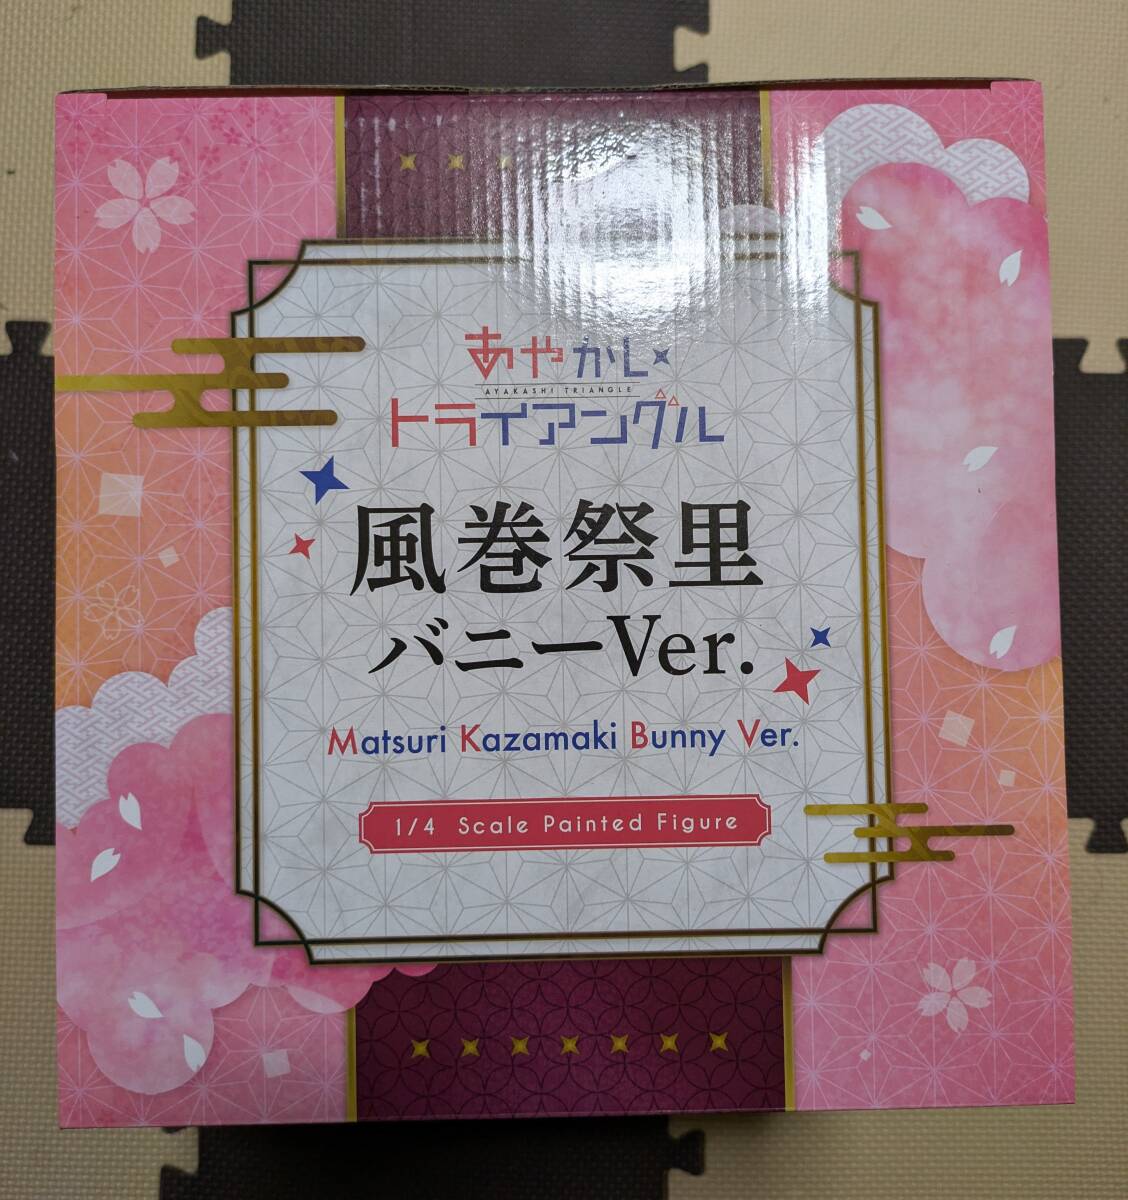 あやかし
AYAKASHI TRIANGLE
トライアングル
風巻祭里
バニーVer.
Matsuri Kazamaki Bunny Ver.
1/4 Scale Painted Figure